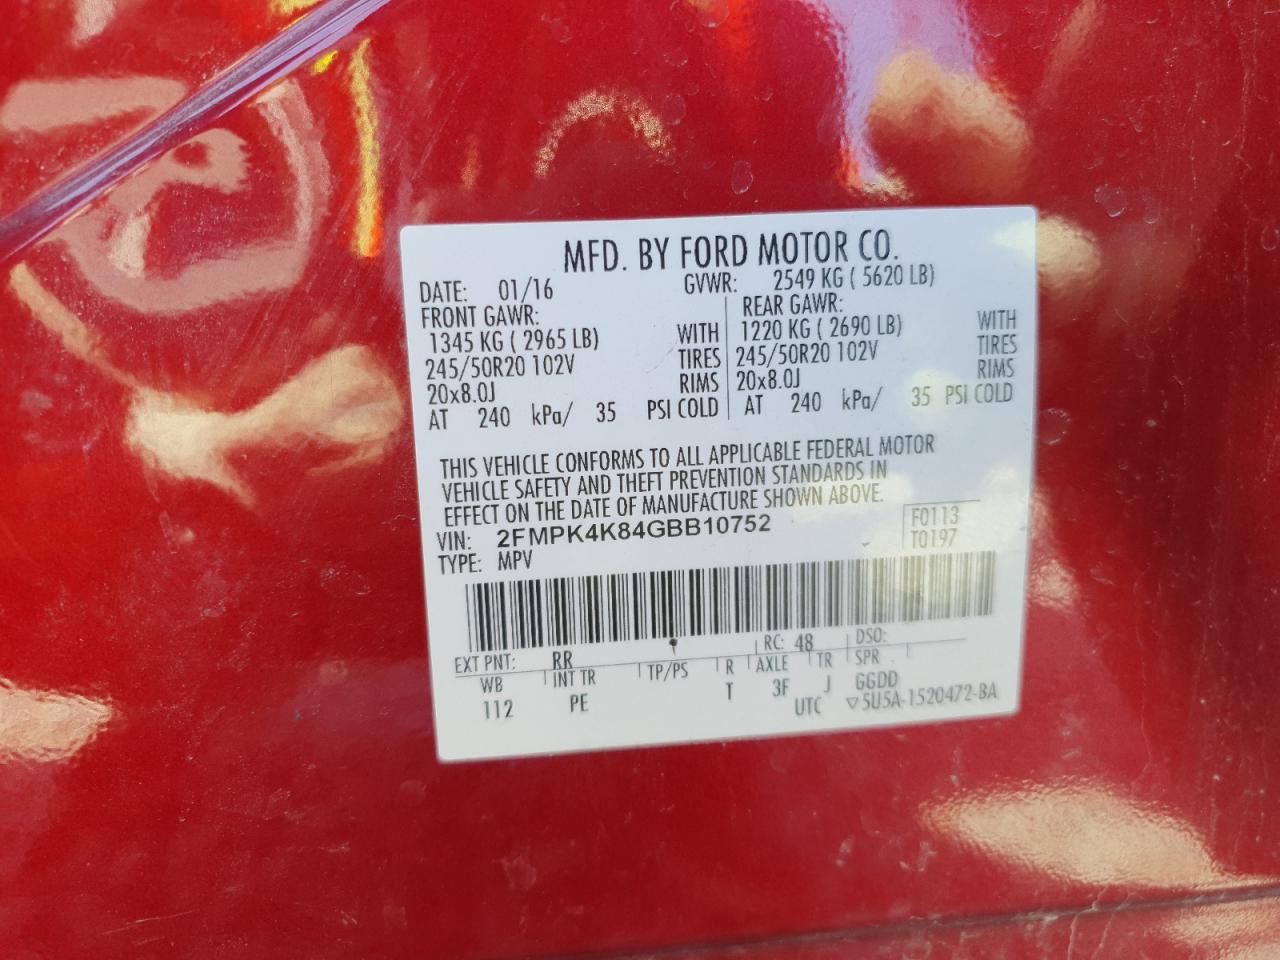 MFD. BY FORD MOTOR CO.
DATE: 01/16 GVWR: 2549 KG ( 5620 LB)
FRONT GAWR: REAR GAWR:
1345 KG ( 2965 LB) WITH 1220 KG ( 2690 LB) WITH
245/50R20 102V TIRES 245/50R20 102V TIRES
20x8.0J RIMS 20x8.0J RIMS
AT 240 kPa/ 35 PSI COLD AT 240 kPa/ 35 PSI COLD
THIS VEHICLE CONFORMS TO ALL APPLICABLE FEDERAL MOTOR
VEHICLE SAFETY AND THEFT PREVENTION STANDARDS IN
EFFECT ON THE DATE OF MANUFACTURE SHOWN ABOVE.
VIN: 2FMPK4K84GBB10752 F0113
TYPE: MPV T0197
EXT PNT: RR RC: 48 DSO:
WB INT TR TP/PS R AXLE TR SPR
112 PE T 3F J GGDD
UTC ▽5U5A-1520472-BA